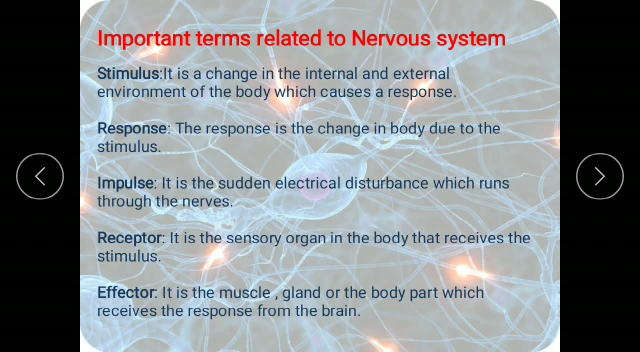 Important terms related to Nervous system
Stimulus:It is a change in the internal and external
environment of the body which causes a response.
Response: The response is the change in body due to the
stimulus.
Impulse: It is the sudden electrical disturbance which runs
through the nerves.
Receptor: It is the sensory organ in the body that receives the
stimulus.
Effector: It is the muscle , gland or the body part which
receives the response from the brain.